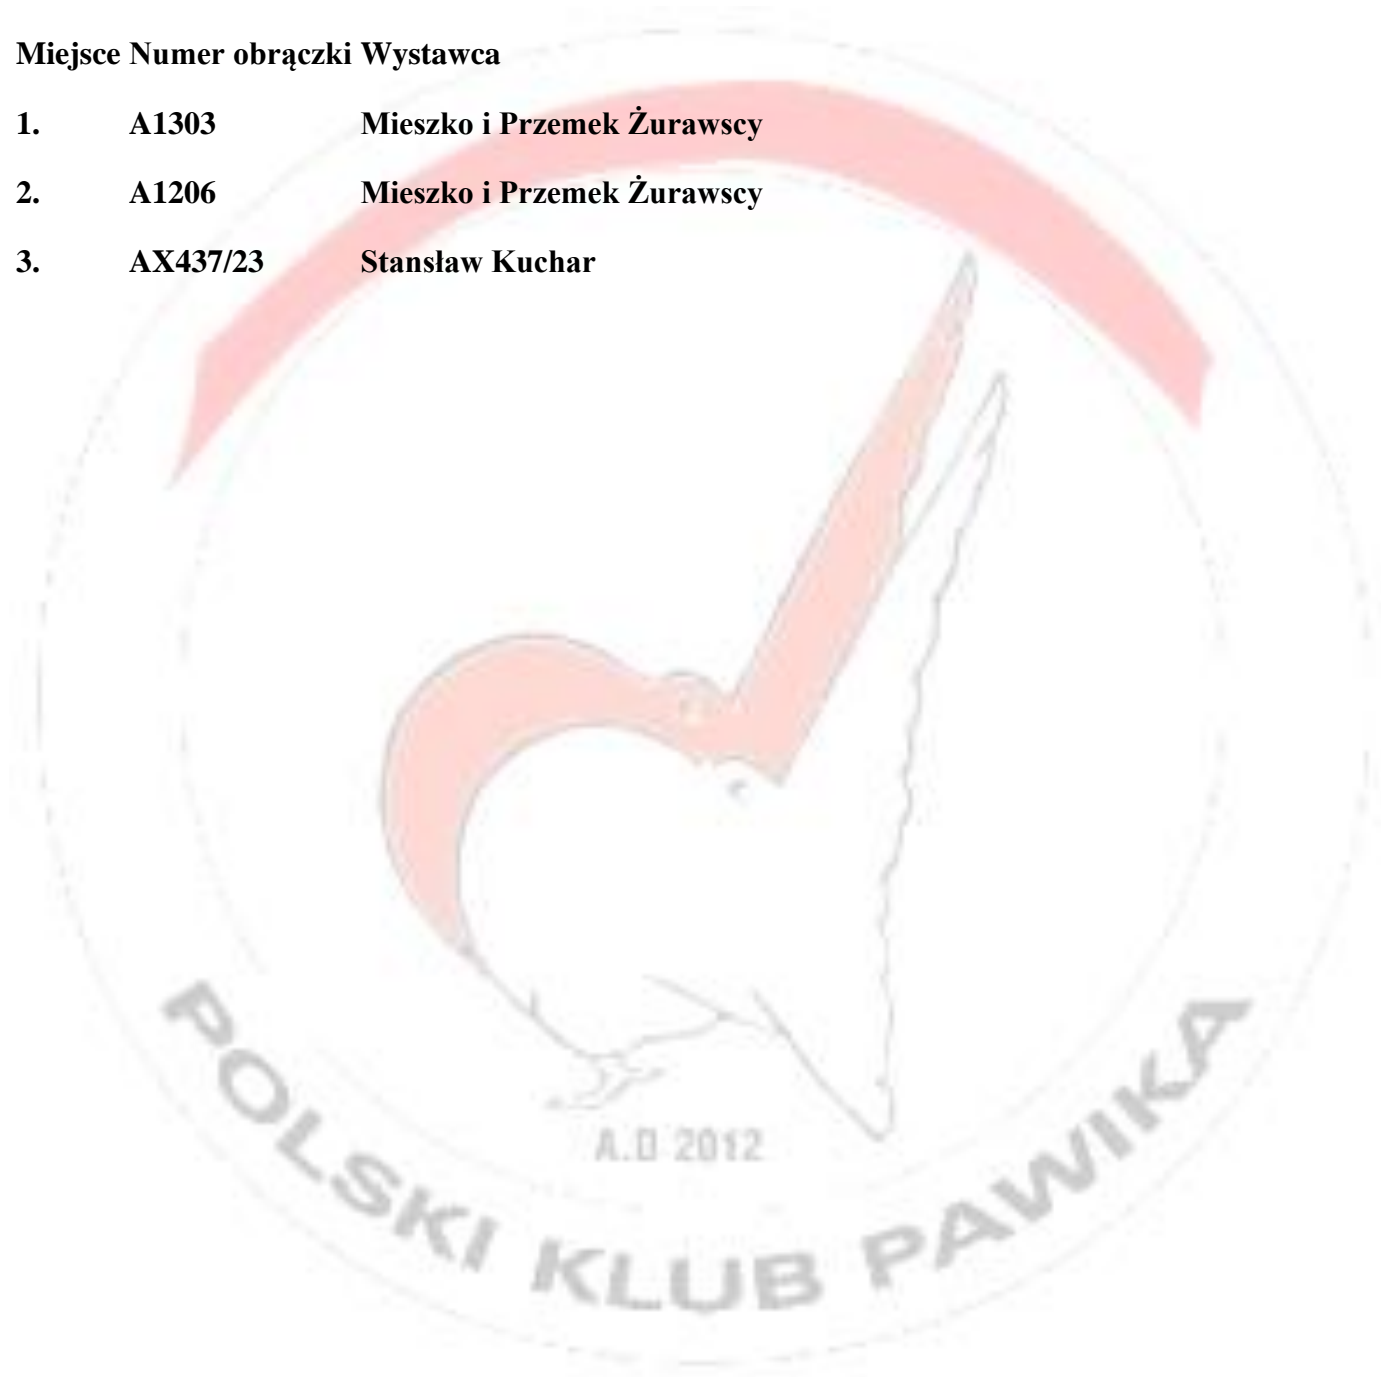 Miejsce Numer obrączki Wystawca
1. A1303 Mieszko i Przemek Żurawscy
2. A1206 Mieszko i Przemek Żurawscy
3. AX437/23 Stansław Kuchar
A.D 2012
POLSKI KLUB PAWIKA